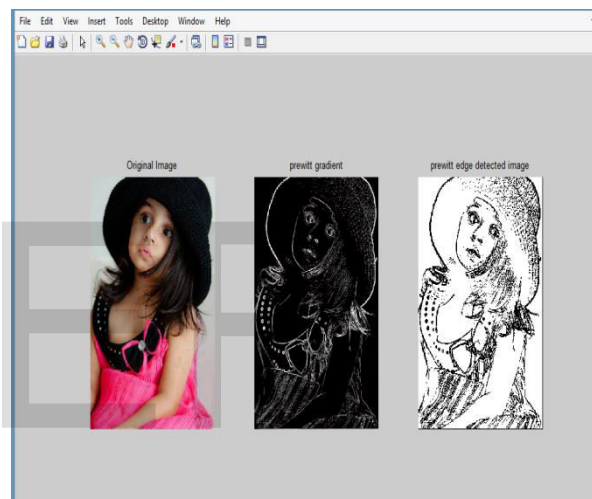 File Edit View Insert Tools Desktop Window Help
Original Image
prewitt gradient
prewitt edge detected image